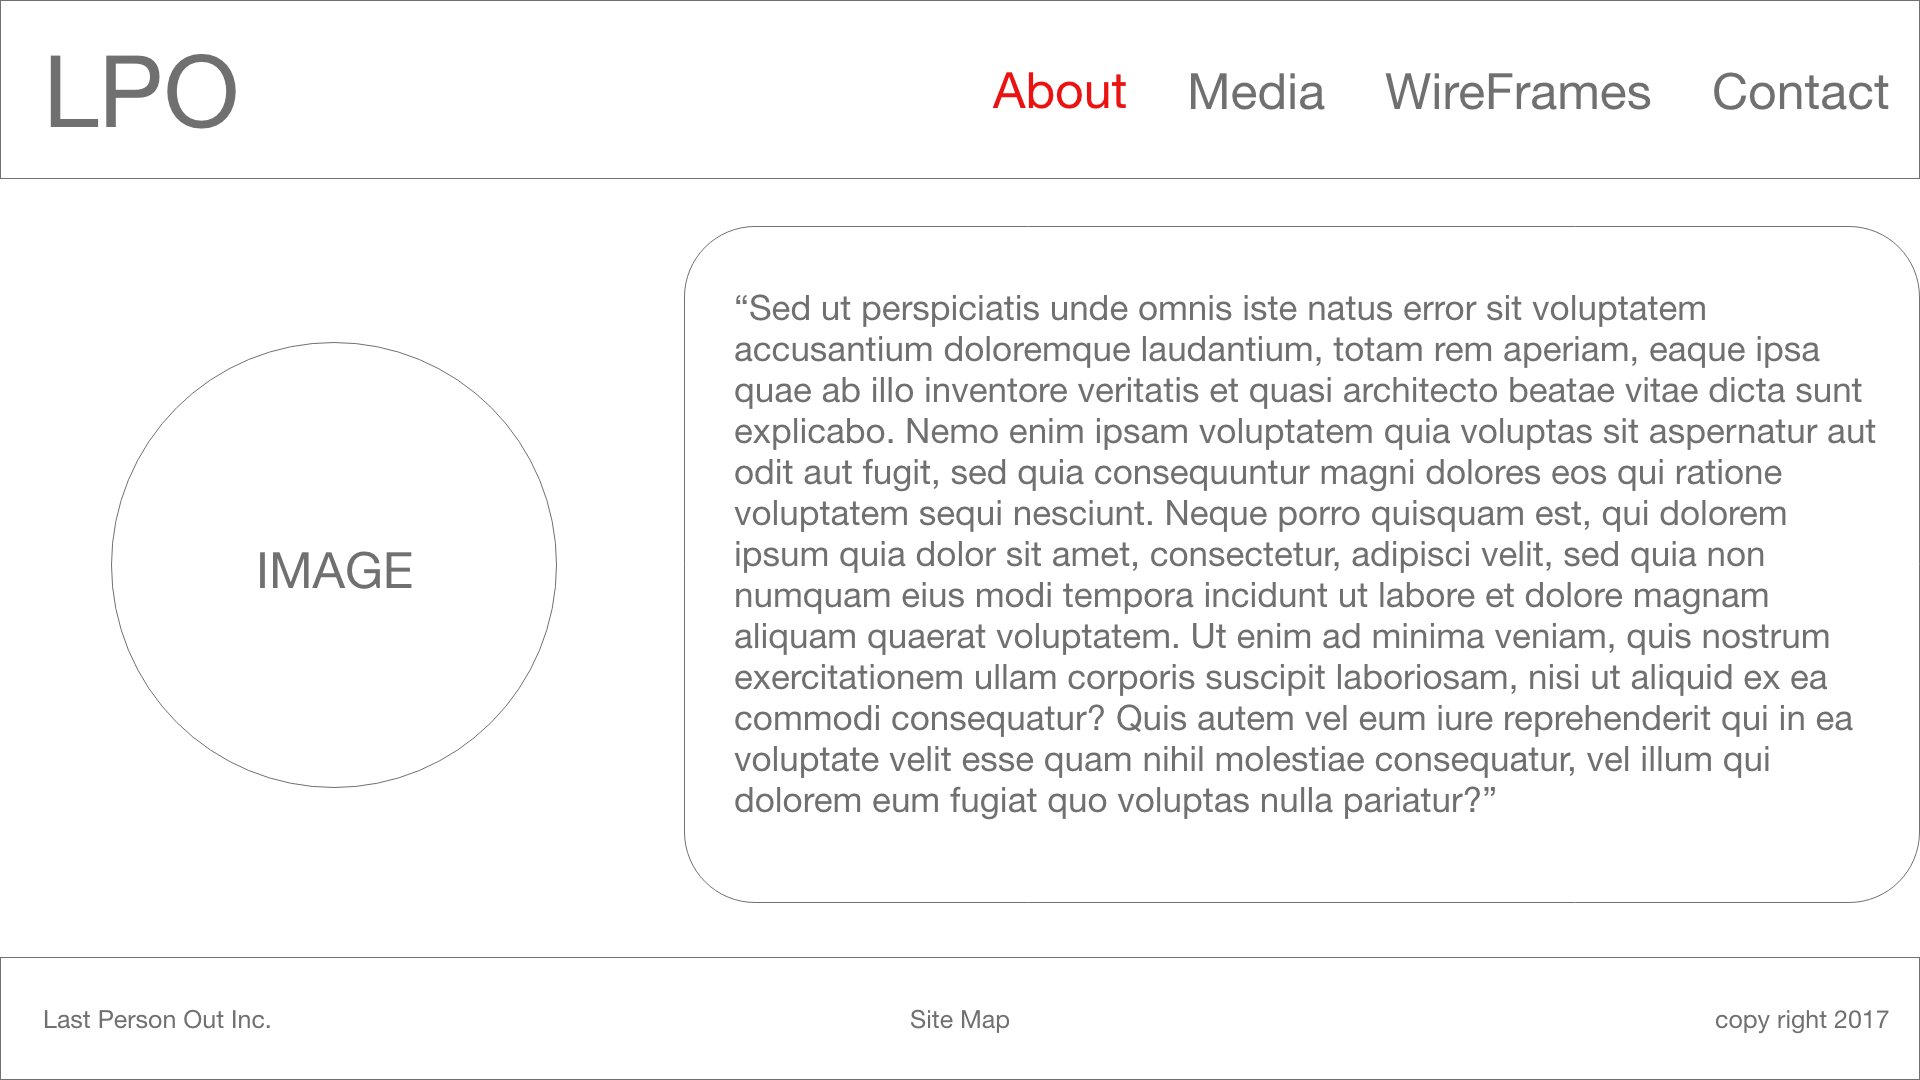 LPO
About Media WireFrames Contact
“Sed ut perspiciatis unde omnis iste natus error sit voluptatem
accusantium doloremque laudantium, totam rem aperiam, eaque ipsa
quae ab illo inventore veritatis et quasi architecto beatae vitae dicta sunt
explicabo. Nemo enim ipsam voluptatem quia voluptas sit aspernatur aut
odit aut fugit, sed quia consequuntur magni dolores eos qui ratione
voluptatem sequi nesciunt. Neque porro quisquam est, qui dolorem
ipsum quia dolor sit amet, consectetur, adipisci velit, sed quia non
numquam eius modi tempora incidunt ut labore et dolore magnam
aliquam quaerat voluptatem. Ut enim ad minima veniam, quis nostrum
exercitationem ullam corporis suscipit laboriosam, nisi ut aliquid ex ea
commodi consequatur? Quis autem vel eum iure reprehenderit qui in ea
voluptate velit esse quam nihil molestiae consequatur, vel illum qui
dolorem eum fugiat quo voluptas nulla pariatur?”
IMAGE
Last Person Out Inc.
Site Map
copy right 2017